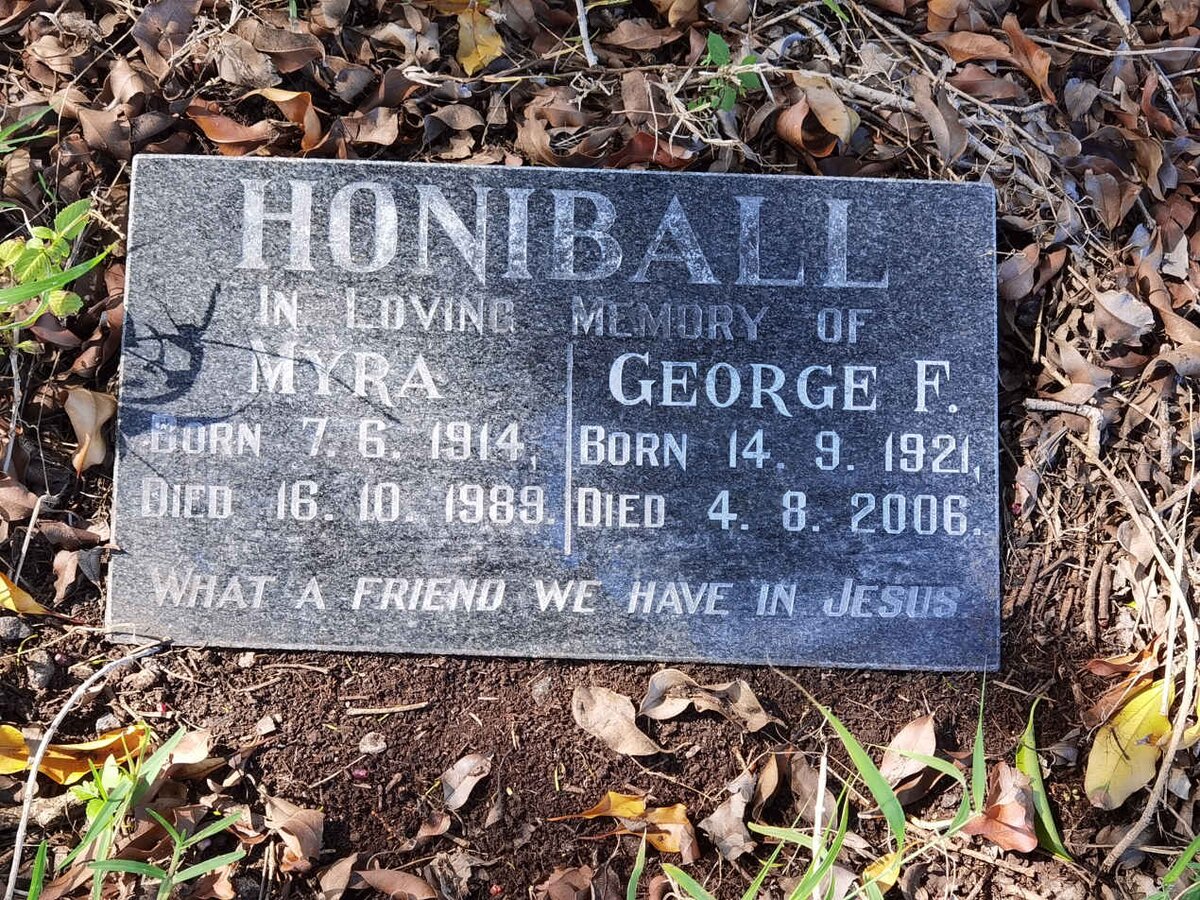 HONIBALL
IN LOVING MEMORY OF
MYRA
BORN 7. 6. 1914,
DIED 16. 10. 1989.
GEORGE F.
BORN 14. 9. 1921,
DIED 4. 8. 2006.
WHAT A FRIEND WE HAVE IN JESUS